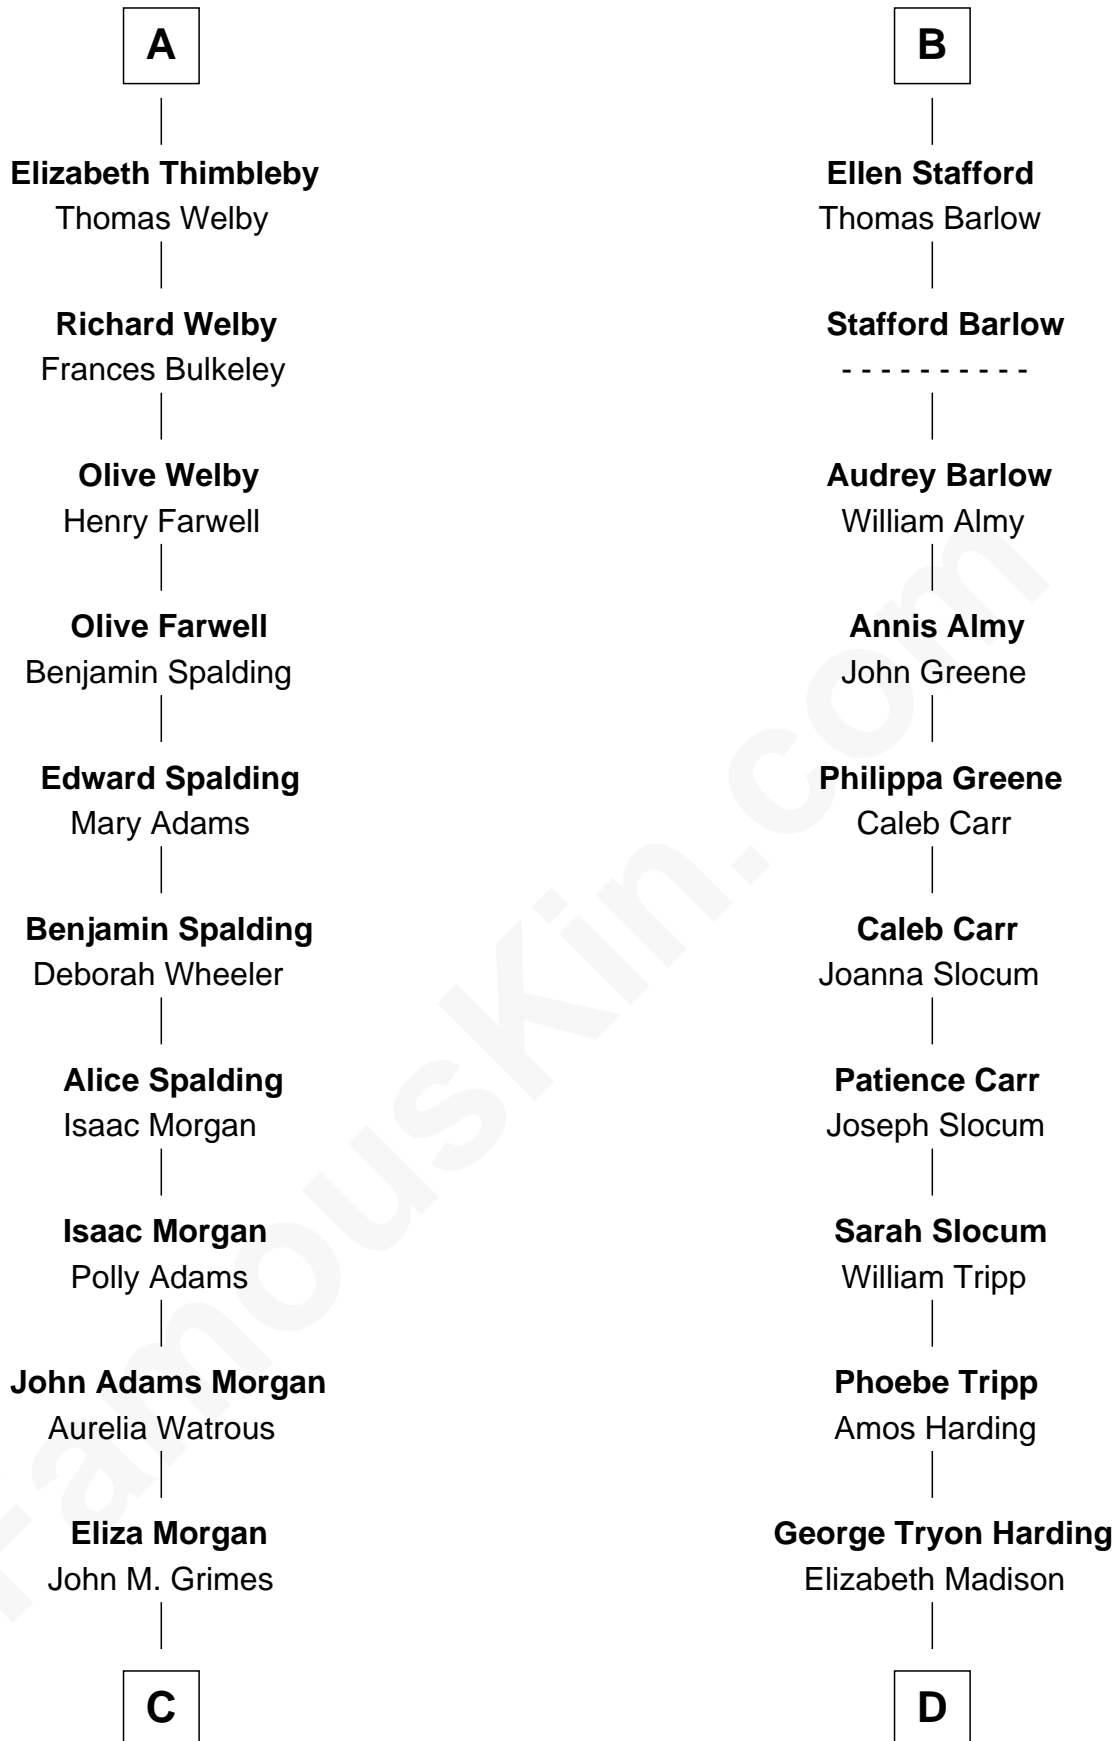 A
Elizabeth Thimbleby
Thomas Welby
Richard Welby
Frances Bulkeley
Olive Welby
Henry Farwell
Olive Farwell
Benjamin Spalding
Edward Spalding
Mary Adams
Benjamin Spalding
Deborah Wheeler
Alice Spalding
Isaac Morgan
Isaac Morgan
Polly Adams
John Adams Morgan
Aurelia Watrous
Eliza Morgan
John M. Grimes
C
B
Ellen Stafford
Thomas Barlow
Stafford Barlow
- - - - - - - - - -
Audrey Barlow
William Almy
Annis Almy
John Greene
Philippa Greene
Caleb Carr
Caleb Carr
Joanna Slocum
Patience Carr
Joseph Slocum
Sarah Slocum
William Tripp
Phoebe Tripp
Amos Harding
George Tryon Harding
Elizabeth Madison
D
FamousKin.com